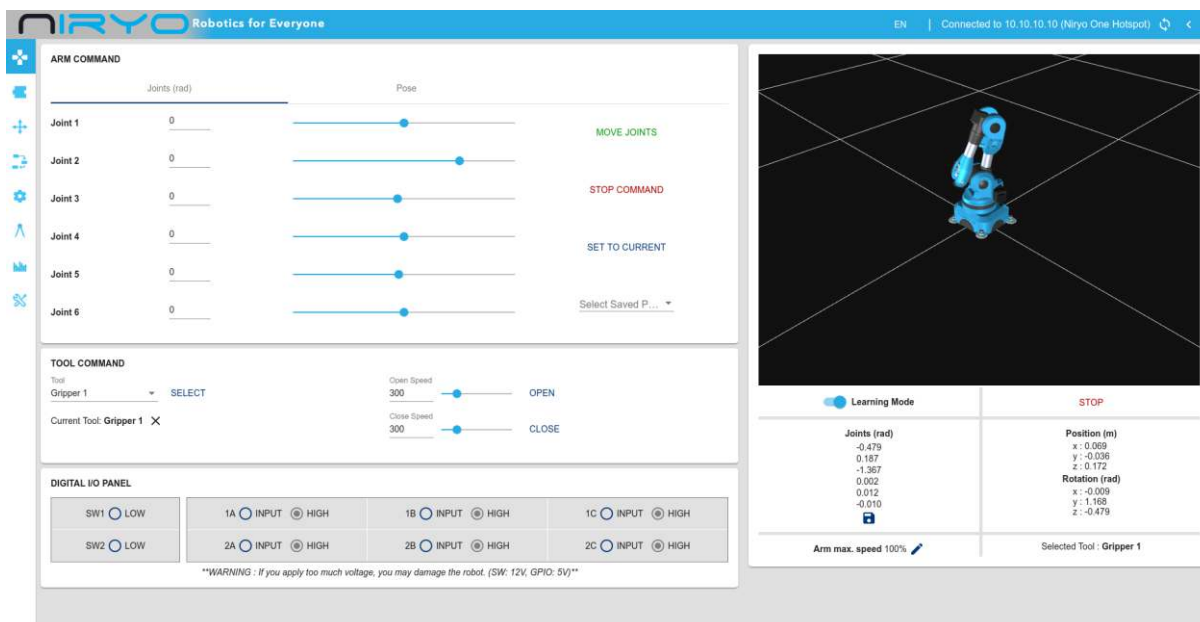 NIRYO Robotics for Everyone
EN | Connected to 10.10.10.10 (Niryo One Hotspot)
ARM COMMAND
Joints (rad) Pose
Joint 1 0
MOVE JOINTS
Joint 2 0
STOP COMMAND
Joint 3 0
Joint 4 0
SET TO CURRENT
Joint 5 0
Select Saved P...
Joint 6 0
TOOL COMMAND
Tool
Gripper 1 SELECT
Current Tool: Gripper 1
Open Speed
300 OPEN
Close Speed
300 CLOSE
DIGITAL I/O PANEL
SW1 LOW 1A INPUT HIGH 1B INPUT HIGH 1C INPUT HIGH
SW2 LOW 2A INPUT HIGH 2B INPUT HIGH 2C INPUT HIGH
**WARNING : If you apply too much voltage, you may damage the robot. (SW: 12V, GPIO: 5V)**
Learning Mode STOP
Joints (rad)
-0.479
0.187
-1.367
0.002
0.012
-0.010
Position (m)
x : 0.069
y : -0.036
z : 0.172
Rotation (rad)
x : -0.009
y : 1.168
z : -0.479
Arm max. speed 100%
Selected Tool : Gripper 1